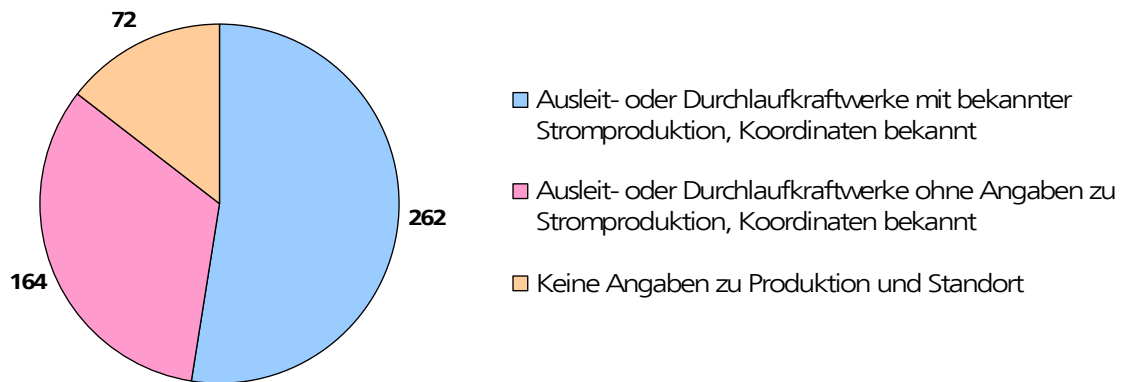 72
262
164
Ausleit- oder Durchlaufkraftwerke mit bekannter
Stromproduktion, Koordinaten bekannt
Ausleit- oder Durchlaufkraftwerke ohne Angaben zu
Stromproduktion, Koordinaten bekannt
Keine Angaben zu Produktion und Standort